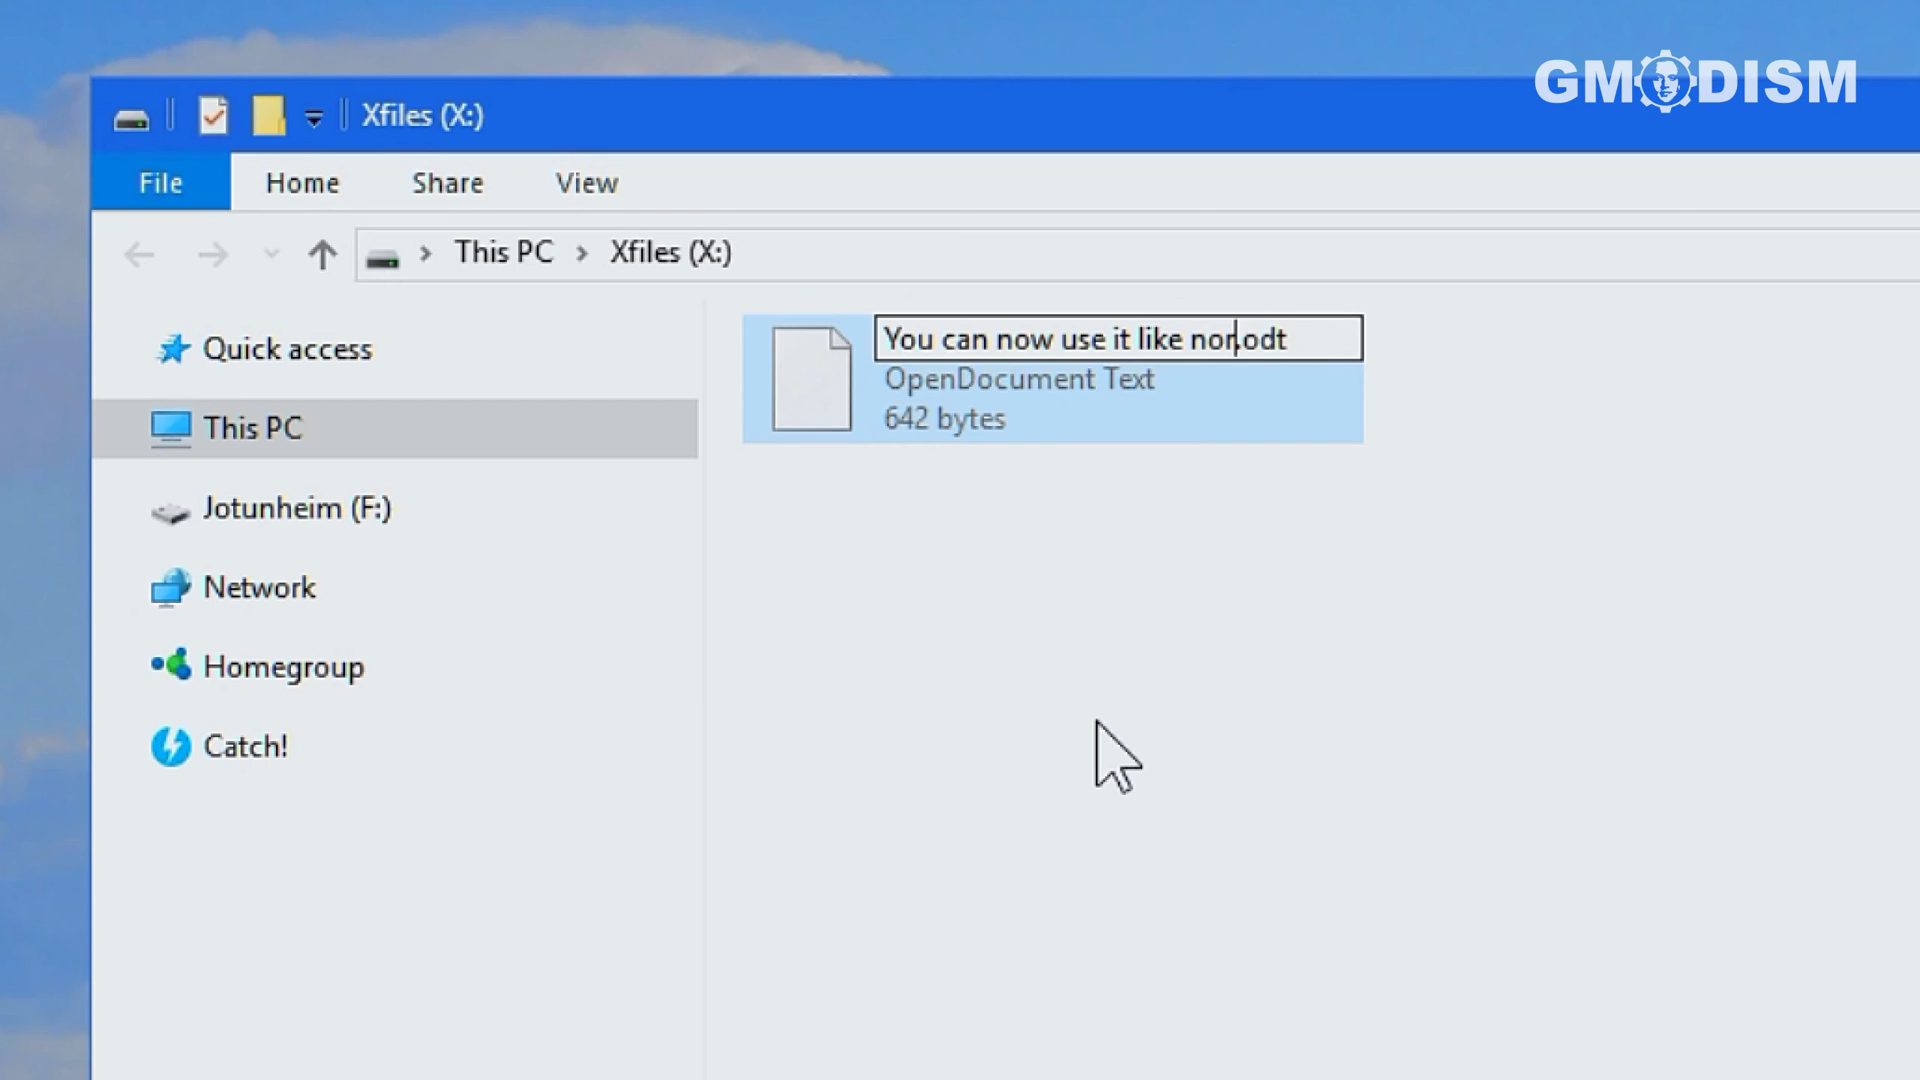 GMODISM
Xfiles (X:)
File Home Share View
This PC Xfiles (X:)
Quick access
This PC
Jotunheim (F:)
Network
Homegroup
Catch!
You can now use it like nor.odt
OpenDocument Text
642 bytes